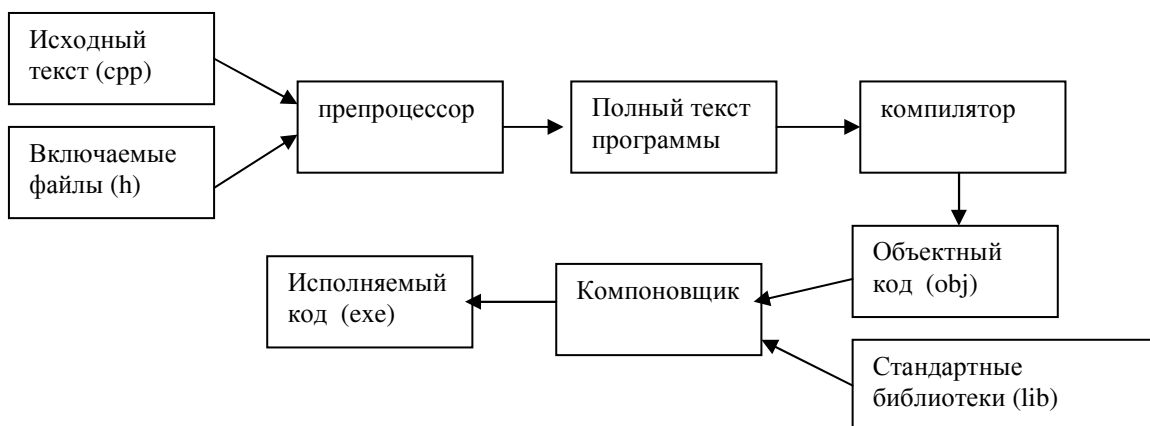 Исходный
текст (cpp)
Включаемые
файлы (h)
препроцессор
Полный текст
программы
компилятор
Объектный
код (obj)
Стандартные
библиотеки (lib)
Компоновщик
Исполняемый
код (exe)